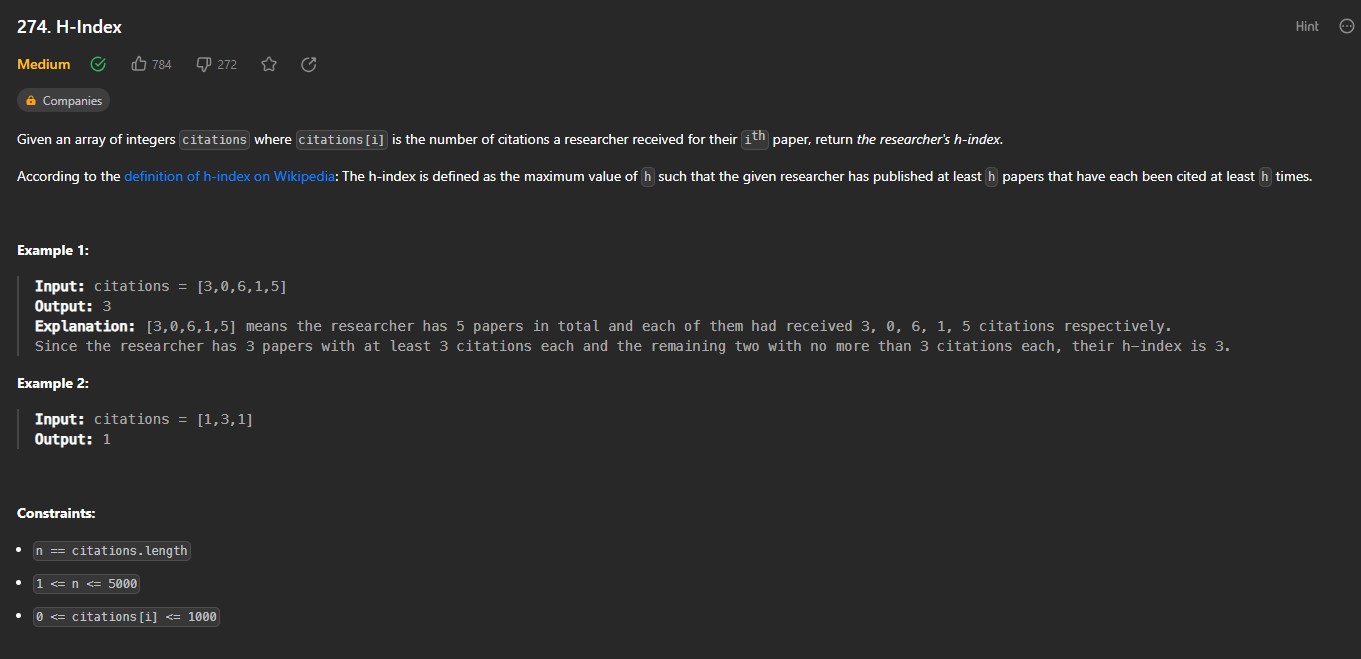 274. H-Index
Hint
Medium 784 272
Companies
Given an array of integers citations where citations[i] is the number of citations a researcher received for their ith paper, return the researcher's h-index.
According to the definition of h-index on Wikipedia: The h-index is defined as the maximum value of h such that the given researcher has published at least h papers that have each been cited at least h times.
Example 1:
Input: citations = [3,0,6,1,5]
Output: 3
Explanation: [3,0,6,1,5] means the researcher has 5 papers in total and each of them had received 3, 0, 6, 1, 5 citations respectively.
Since the researcher has 3 papers with at least 3 citations each and the remaining two with no more than 3 citations each, their h-index is 3.
Example 2:
Input: citations = [1,3,1]
Output: 1
Constraints:
n == citations.length
1 <= n <= 5000
0 <= citations[i] <= 1000